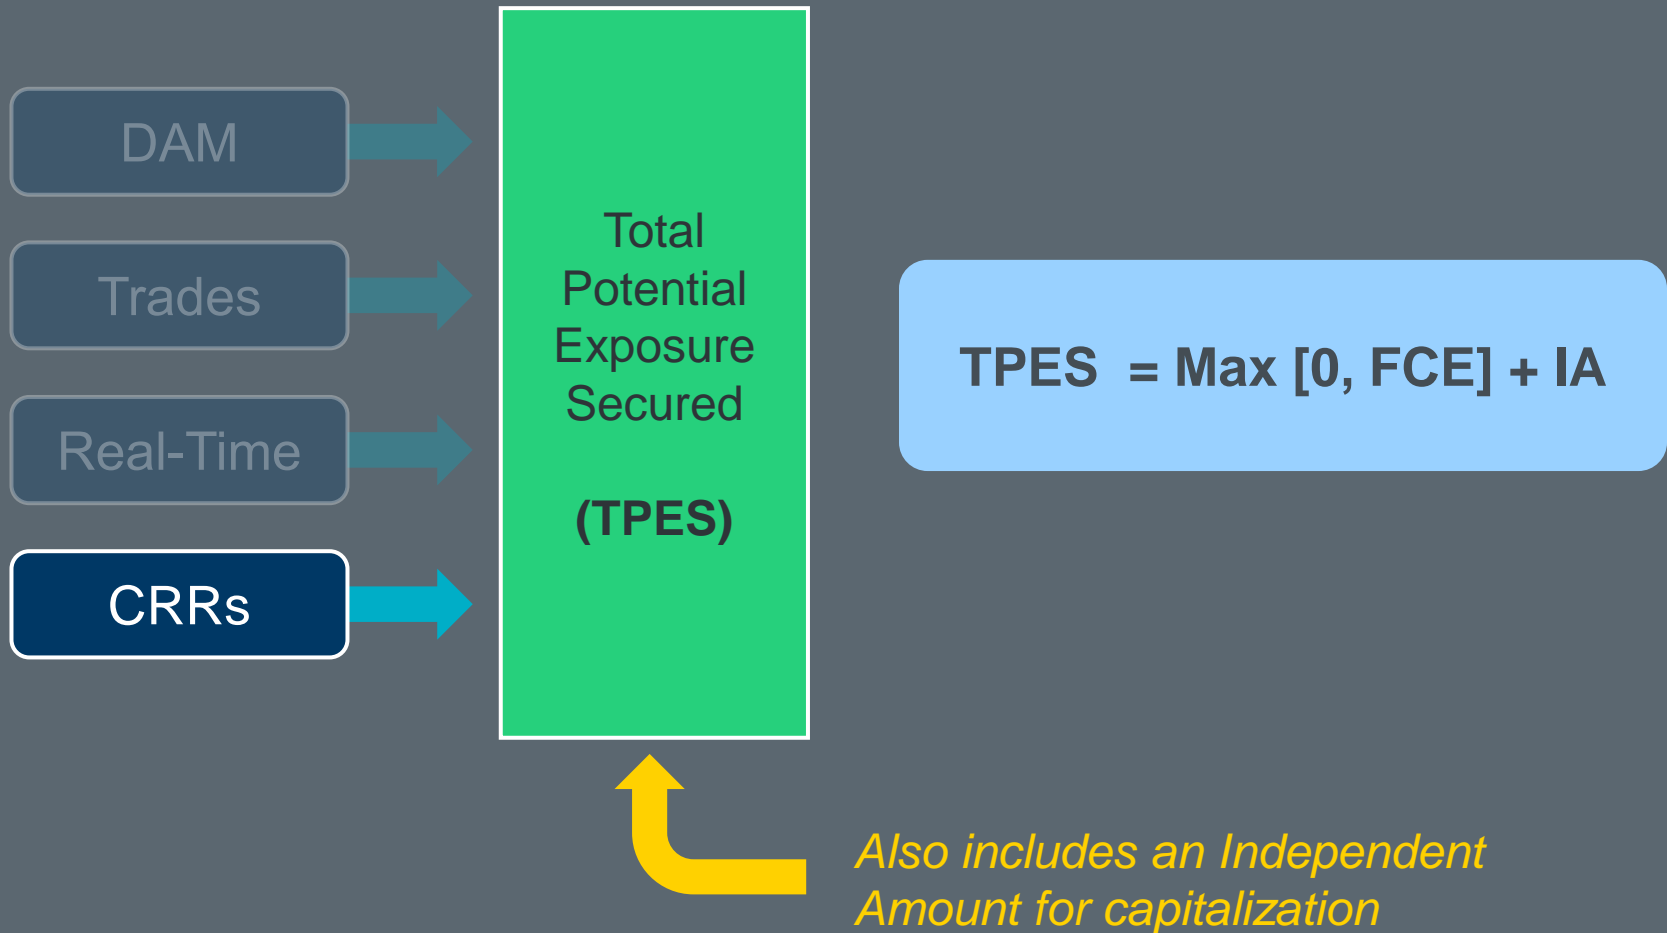 DAM
Trades
Real-Time
CRRs
Total
Potential
Exposure
Secured
(TPES)
TPES = Max [0, FCE] + IA
Also includes an Independent
Amount for capitalization